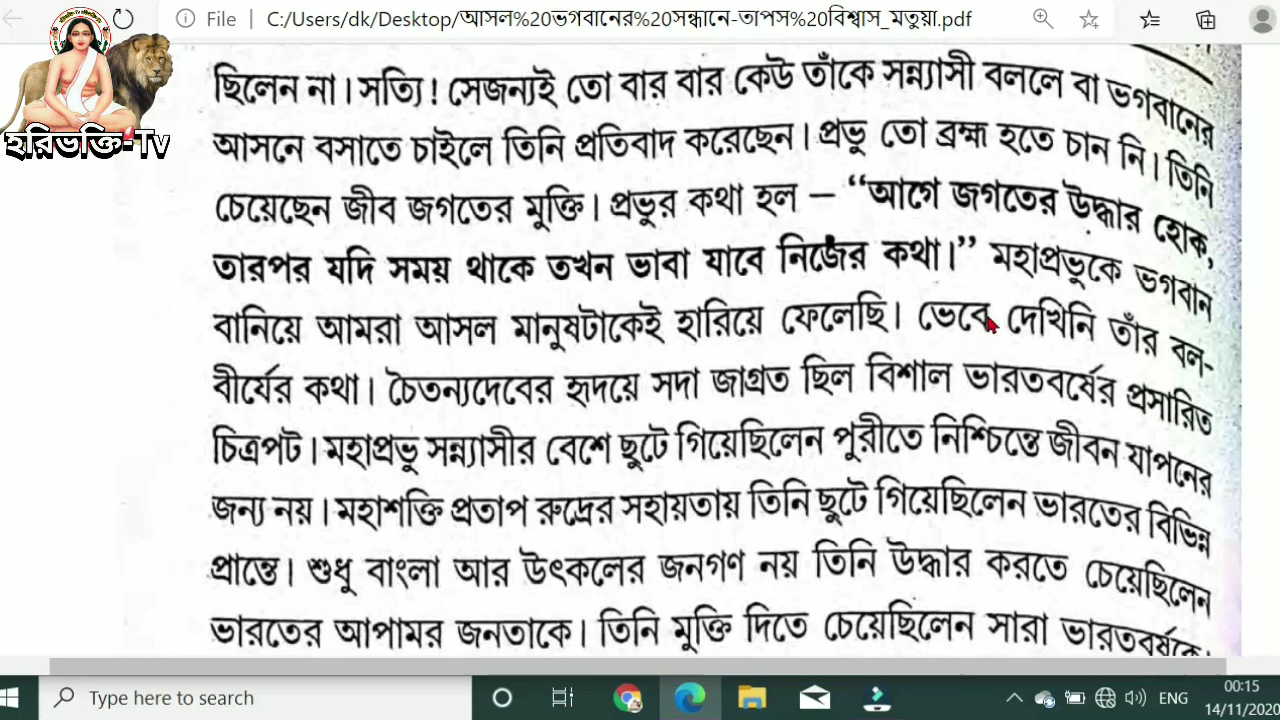 File | C:/Users/dk/Desktop/আসল%20ভগবানের%20সন্ধানে-তাপস%20বিশ্বাস_মতুয়া.pdf
হরিভক্তি-Tv
ছিলেন না। সত্যি! সেজন্যই তো বার বার কেউ তাঁকে সন্ন্যাসী বললে বা ভগবানের
আসনে বসাতে চাইলে তিনি প্রতিবাদ করেছেন। প্রভু তো ব্রহ্ম হতে চান নি। তিনি
চেয়েছেন জীব জগতের মুক্তি। প্রভুর কথা হল – “আগে জগতের উদ্ধার হোক,
তারপর যদি সময় থাকে তখন ভাবা যাবে নিজের কথা।” মহাপ্রভুকে ভগবান
বানিয়ে আমরা আসল মানুষটাকেই হারিয়ে ফেলেছি। ভেবে দেখিনি তাঁর বল-
বীর্যের কথা। চৈতন্যদেবের হৃদয়ে সদা জাগ্রত ছিল বিশাল ভারতবর্ষের প্রসারিত
চিত্রপট। মহাপ্রভু সন্ন্যাসীর বেশে ছুটে গিয়েছিলেন পুরীতে নিশ্চিন্তে জীবন যাপনের
জন্য নয়। মহাশক্তি প্রতাপ রুদ্রের সহায়তায় তিনি ছুটে গিয়েছিলেন ভারতের বিভিন্ন
প্রান্তে। শুধু বাংলা আর উৎকলের জনগণ নয় তিনি উদ্ধার করতে চেয়েছিলেন
ভারতের আপামর জনতাকে। তিনি মুক্তি দিতে চেয়েছিলেন সারা ভারতবর্ষকে।
Type here to search
ENG
00:15
14/11/2020